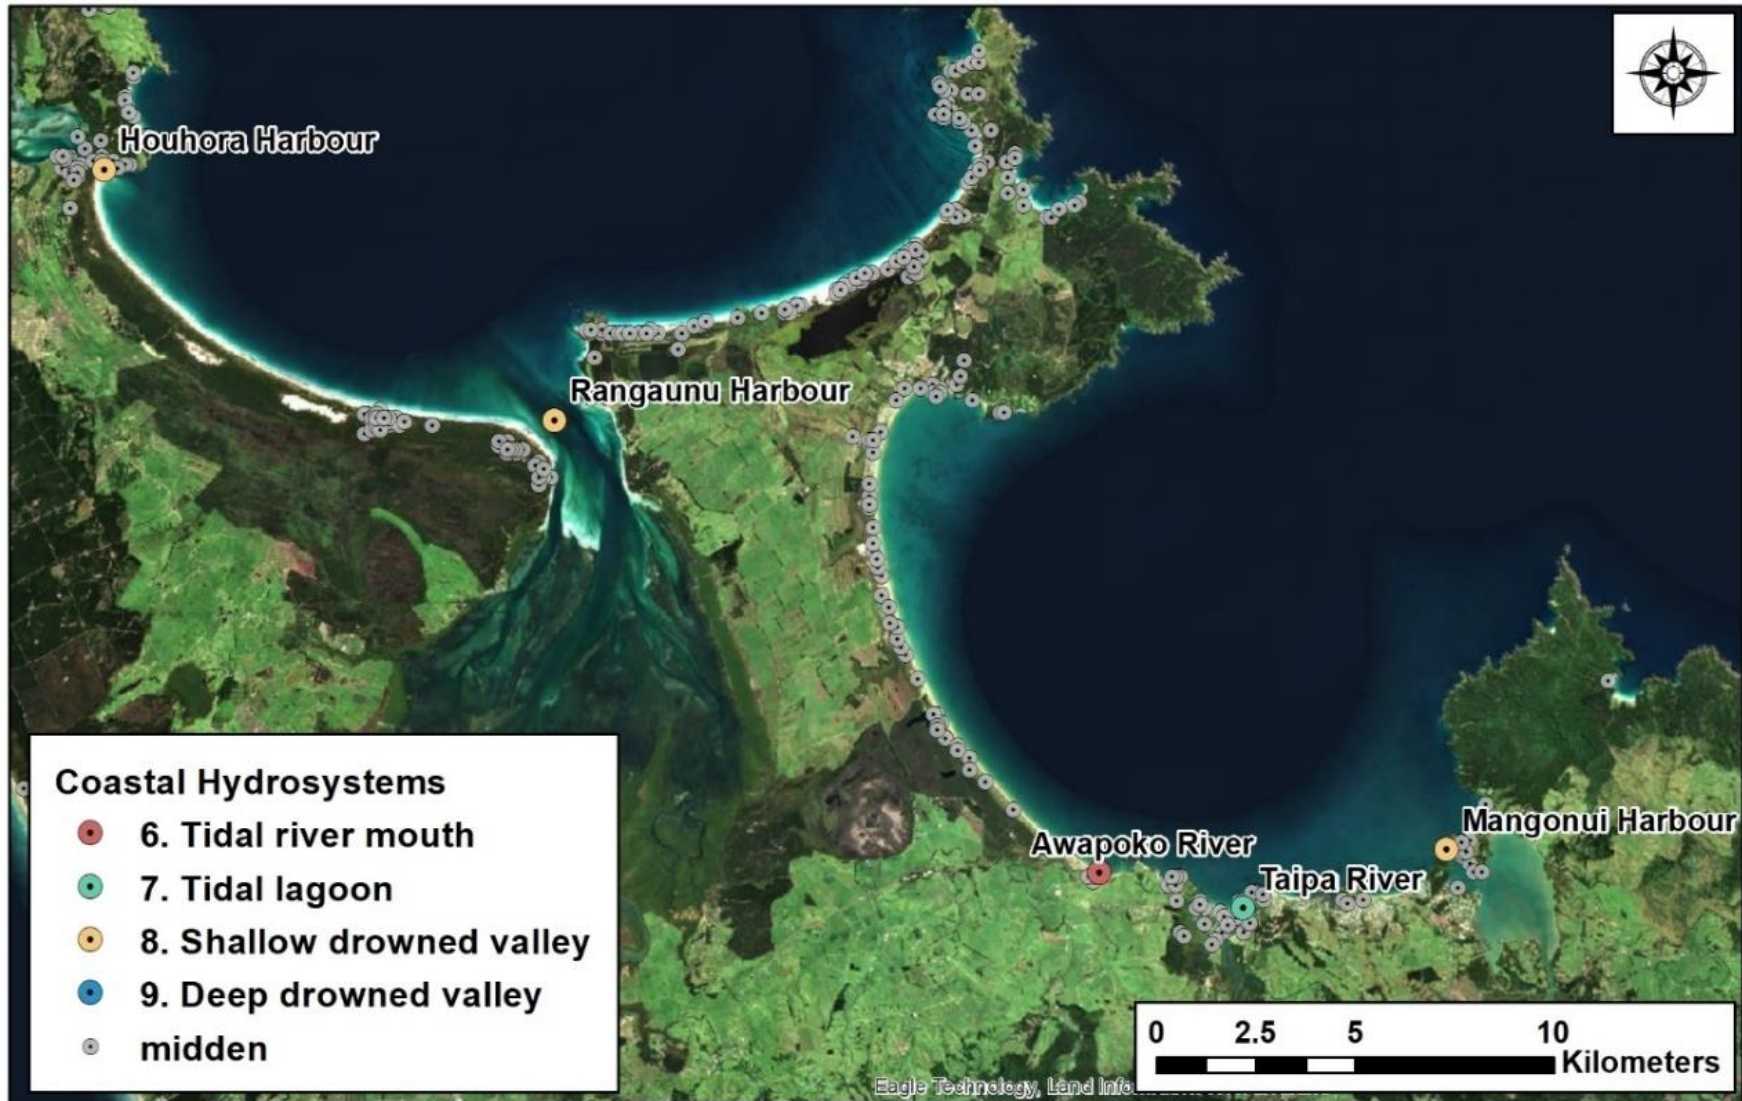 Houhora Harbour
Rangaunu Harbour
Mangonui Harbour
Awapoko River
Taipa River
Coastal Hydrosystems
6. Tidal river mouth
7. Tidal lagoon
8. Shallow drowned valley
9. Deep drowned valley
midden
0 2.5 5 10
Kilometers
Eagle Technology, Land Info